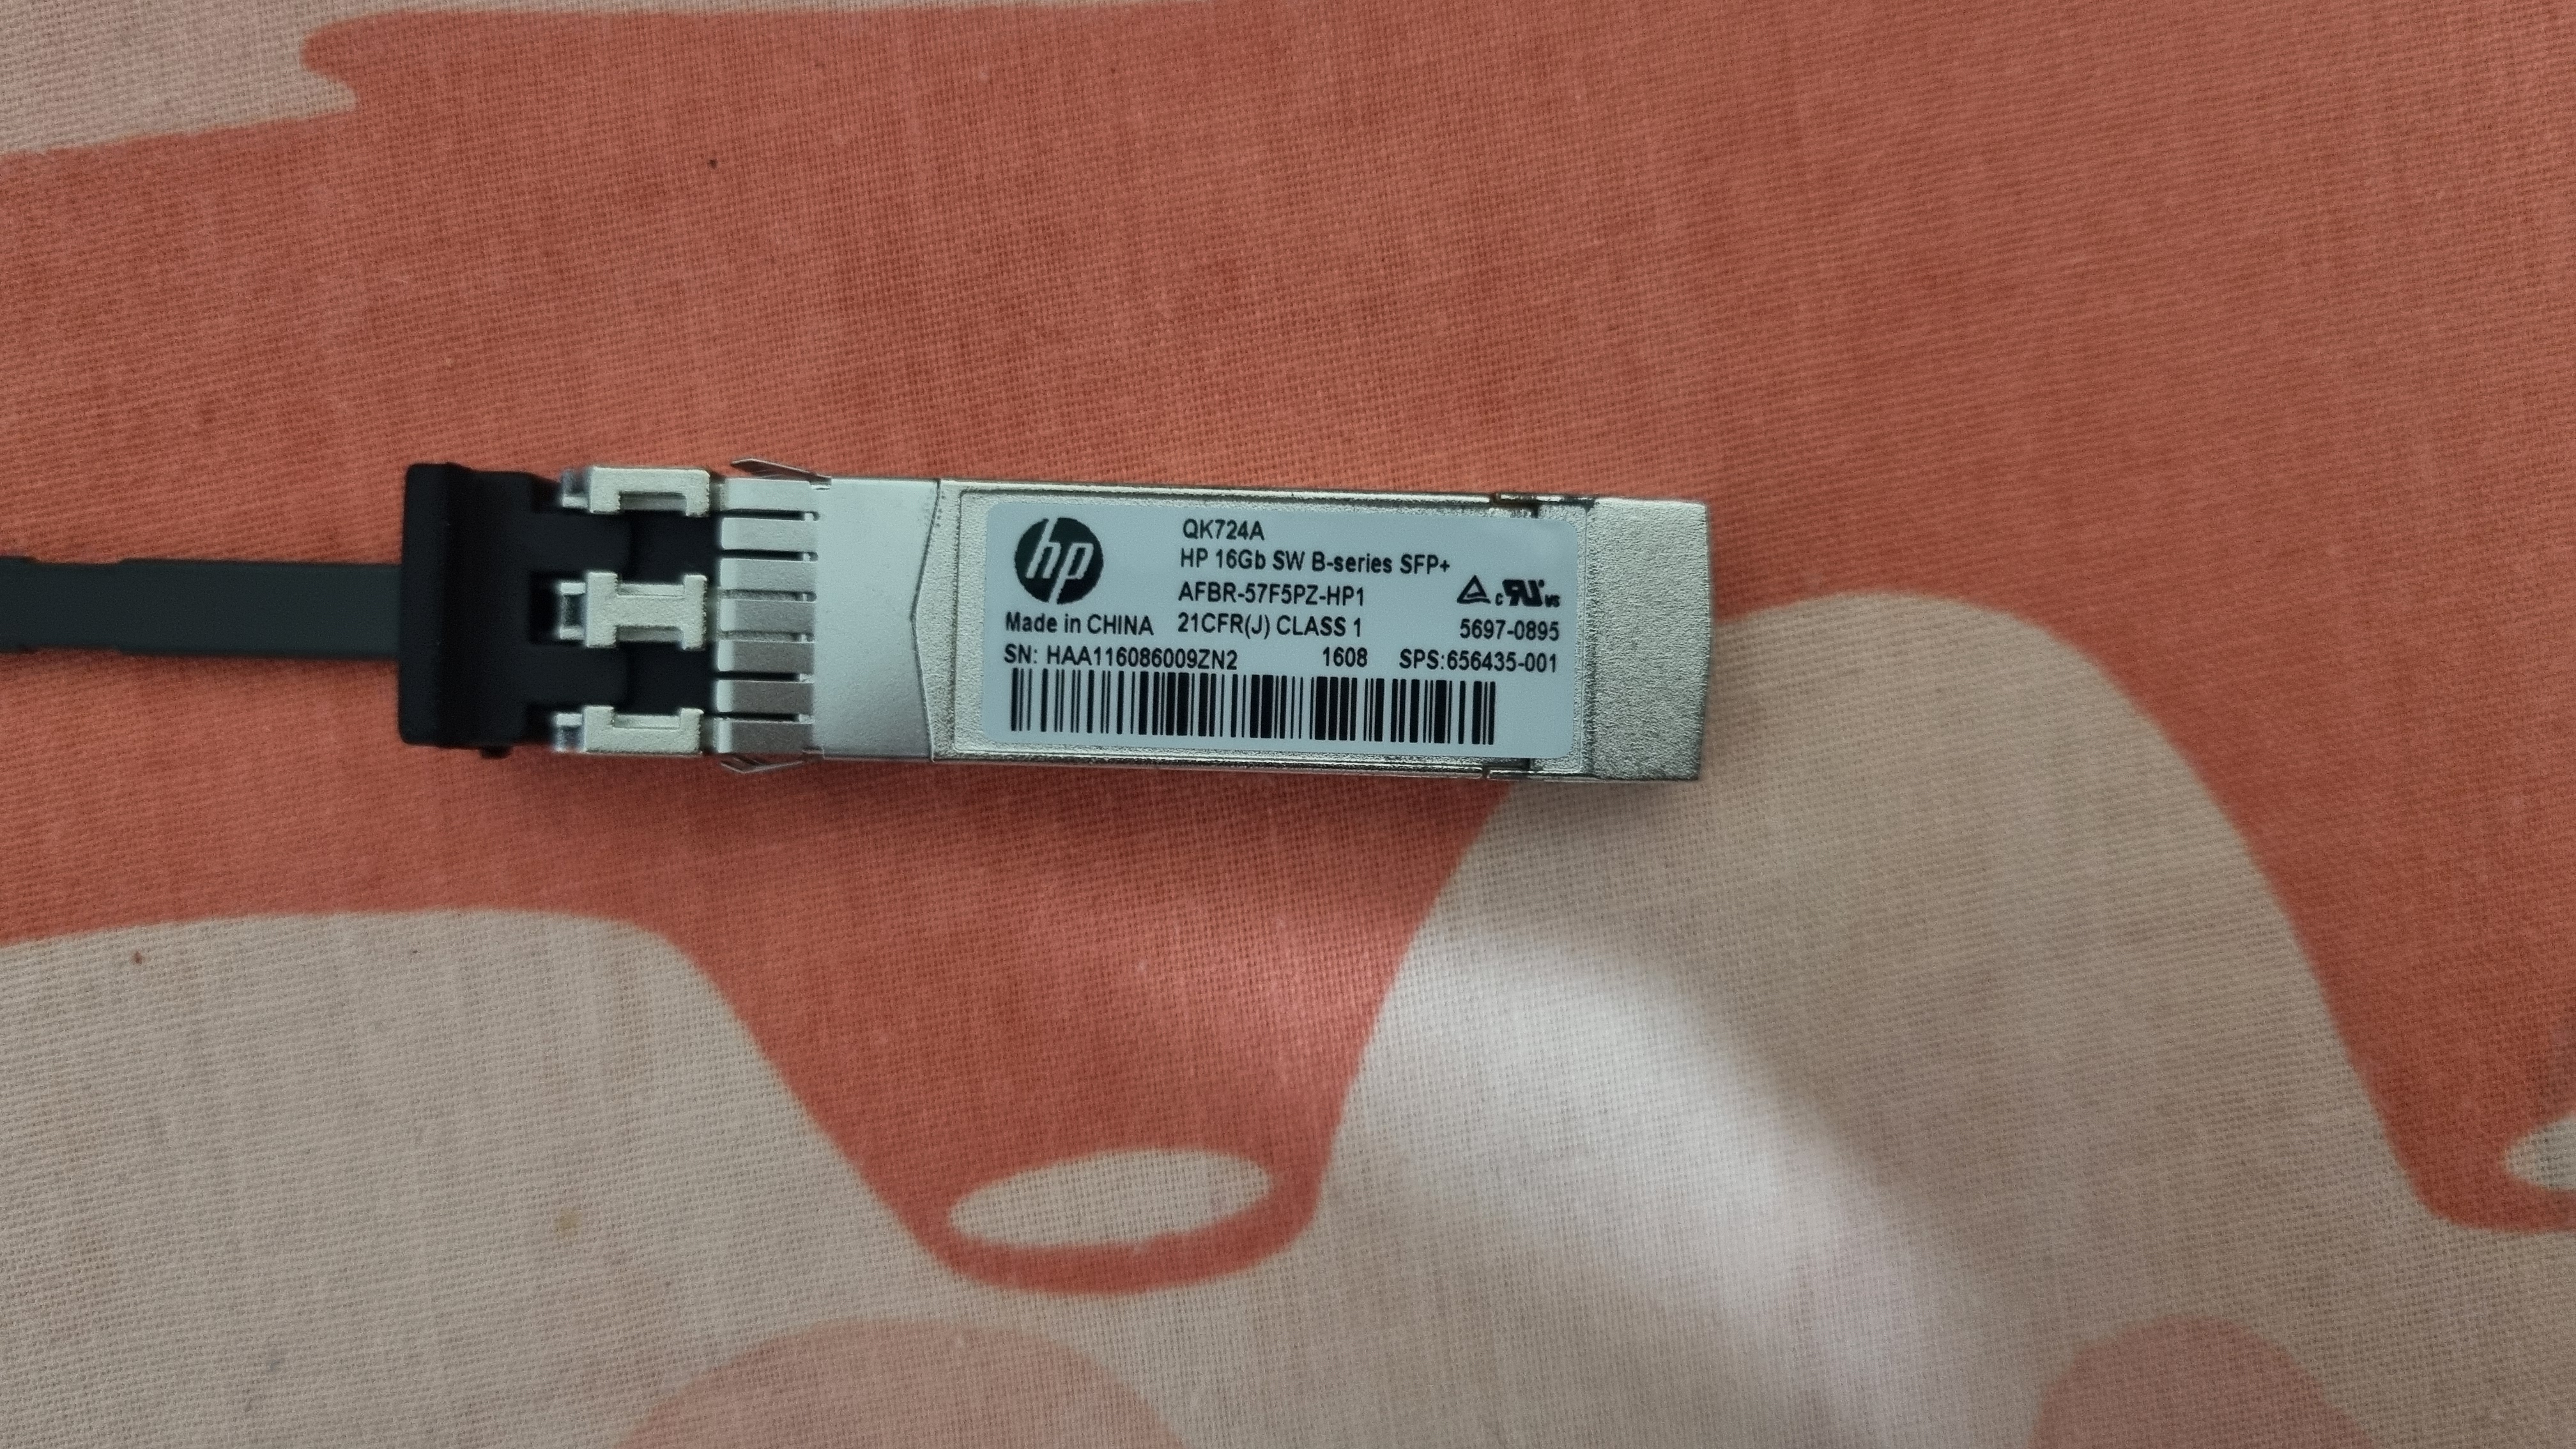 hp
QK724A
HP 16Gb SW B-series SFP+
AFBR-57F5PZ-HP1
Made in CHINA 21CFR(J) CLASS 1 5697-0895
SN: HAA116086009ZN2 1608 SPS:656435-001